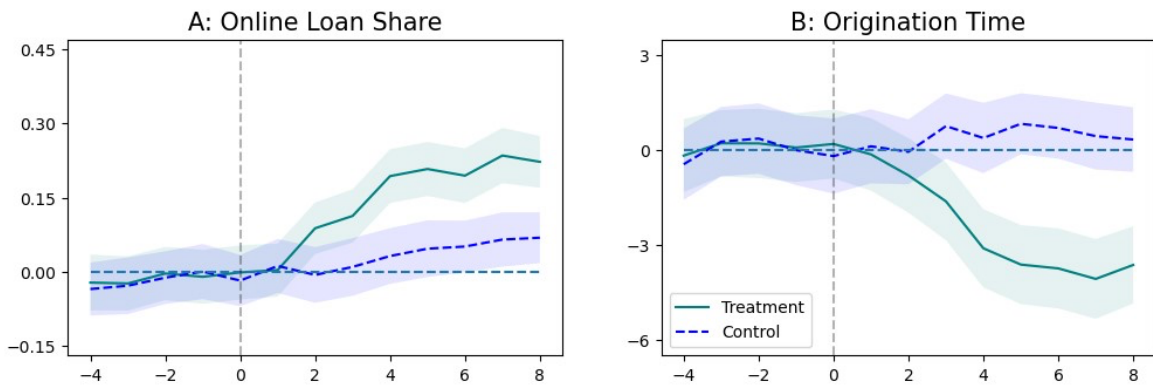 A: Online Loan Share
0.45
0.30
0.15
0.00
−0.15
−4 −2 0 2 4 6 8
B: Origination Time
3
0
−3
−6
Treatment
Control
−4 −2 0 2 4 6 8